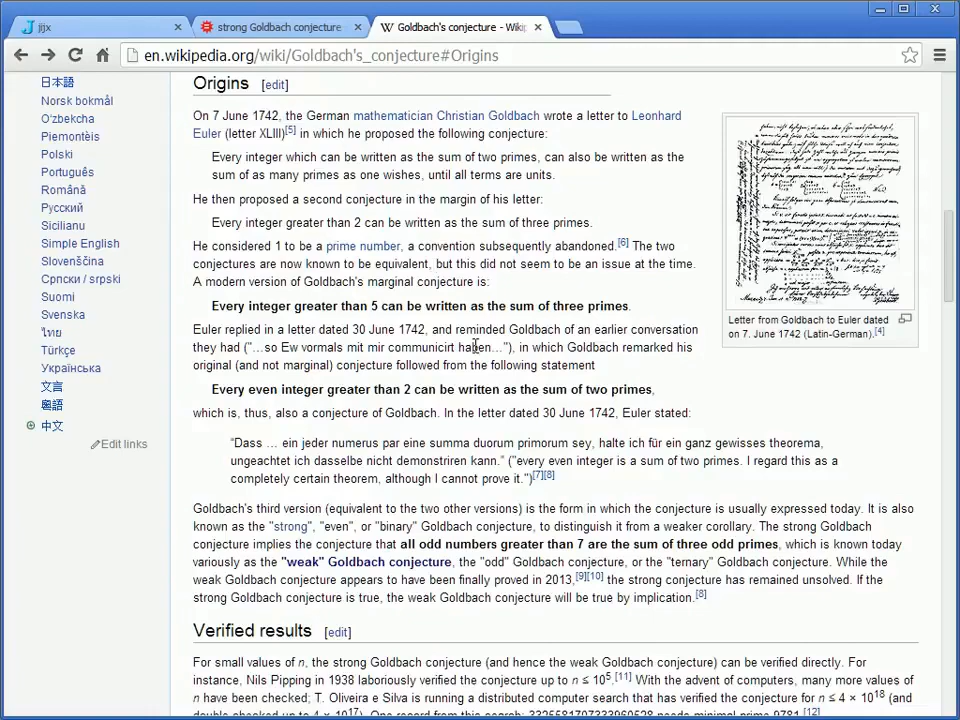 jijx
strong Goldbach conjecture
Goldbach's conjecture - Wiki
en.wikipedia.org/wiki/Goldbach's_conjecture#Origins
日本語
Norsk bokmål
Oʻzbekcha
Piemontèis
Polski
Português
Română
Русский
Sicilianu
Simple English
Slovenščina
Српски / srpski
Suomi
Svenska
ไทย
Türkçe
Українська
文言
粵語
中文
Edit links
Origins [edit]
On 7 June 1742, the German mathematician Christian Goldbach wrote a letter to Leonhard
Euler (letter XLIII)[5] in which he proposed the following conjecture:
Every integer which can be written as the sum of two primes, can also be written as the
sum of as many primes as one wishes, until all terms are units.
He then proposed a second conjecture in the margin of his letter:
Every integer greater than 2 can be written as the sum of three primes.
He considered 1 to be a prime number, a convention subsequently abandoned.[6] The two
conjectures are now known to be equivalent, but this did not seem to be an issue at the time.
A modern version of Goldbach's marginal conjecture is:
Every integer greater than 5 can be written as the sum of three primes.
Euler replied in a letter dated 30 June 1742, and reminded Goldbach of an earlier conversation
they had ("…so Ew vormals mit mir communicirt haben…"), in which Goldbach remarked his
original (and not marginal) conjecture followed from the following statement
Every even integer greater than 2 can be written as the sum of two primes,
which is, thus, also a conjecture of Goldbach. In the letter dated 30 June 1742, Euler stated:
“Dass … ein jeder numerus par eine summa duorum primorum sey, halte ich für ein ganz gewisses theorema,
ungeachtet ich dasselbe nicht demonstriren kann.” ("every even integer is a sum of two primes. I regard this as a
completely certain theorem, although I cannot prove it.")[7][8]
Letter from Goldbach to Euler dated
on 7. June 1742 (Latin-German).[4]
Goldbach's third version (equivalent to the two other versions) is the form in which the conjecture is usually expressed today. It is also
known as the "strong", "even", or "binary" Goldbach conjecture, to distinguish it from a weaker corollary. The strong Goldbach
conjecture implies the conjecture that all odd numbers greater than 7 are the sum of three odd primes, which is known today
variously as the "weak" Goldbach conjecture, the "odd" Goldbach conjecture, or the "ternary" Goldbach conjecture. While the
weak Goldbach conjecture appears to have been finally proved in 2013,[9][10] the strong conjecture has remained unsolved. If the
strong Goldbach conjecture is true, the weak Goldbach conjecture will be true by implication.[8]
Verified results [edit]
For small values of n, the strong Goldbach conjecture (and hence the weak Goldbach conjecture) can be verified directly. For
instance, Nils Pipping in 1938 laboriously verified the conjecture up to n ≤ 10⁵.[11] With the advent of computers, many more values of
n have been checked; T. Oliveira e Silva is running a distributed computer search that has verified the conjecture for n ≤ 4 × 10¹⁸ (and
double-checked up to 4 × 10¹⁷). One record from this search: 3325581707333960528 needs minimal prime 9781.[12]